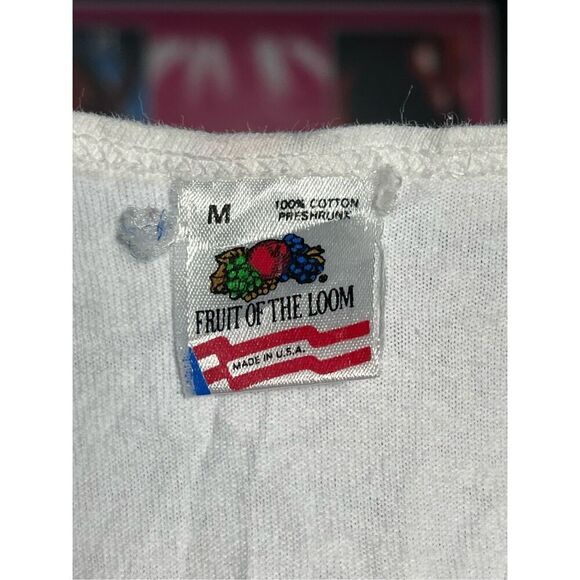 M
100% COTTON
PRESHRUNK
®
FRUIT OF THE LOOM
MADE IN U.S.A.